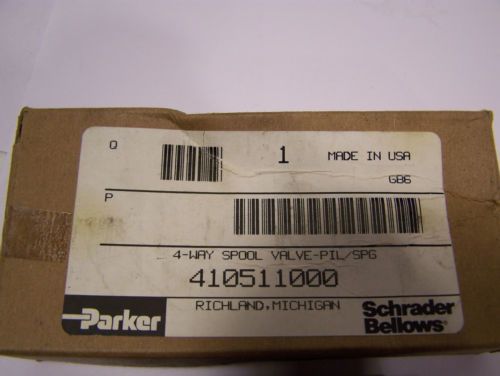 Q 1 MADE IN USA
GB6
P
4-WAY SPOOL VALVE-PIL/SPG
410511000
RICHLAND,MICHIGAN
Parker
Schrader
Bellows